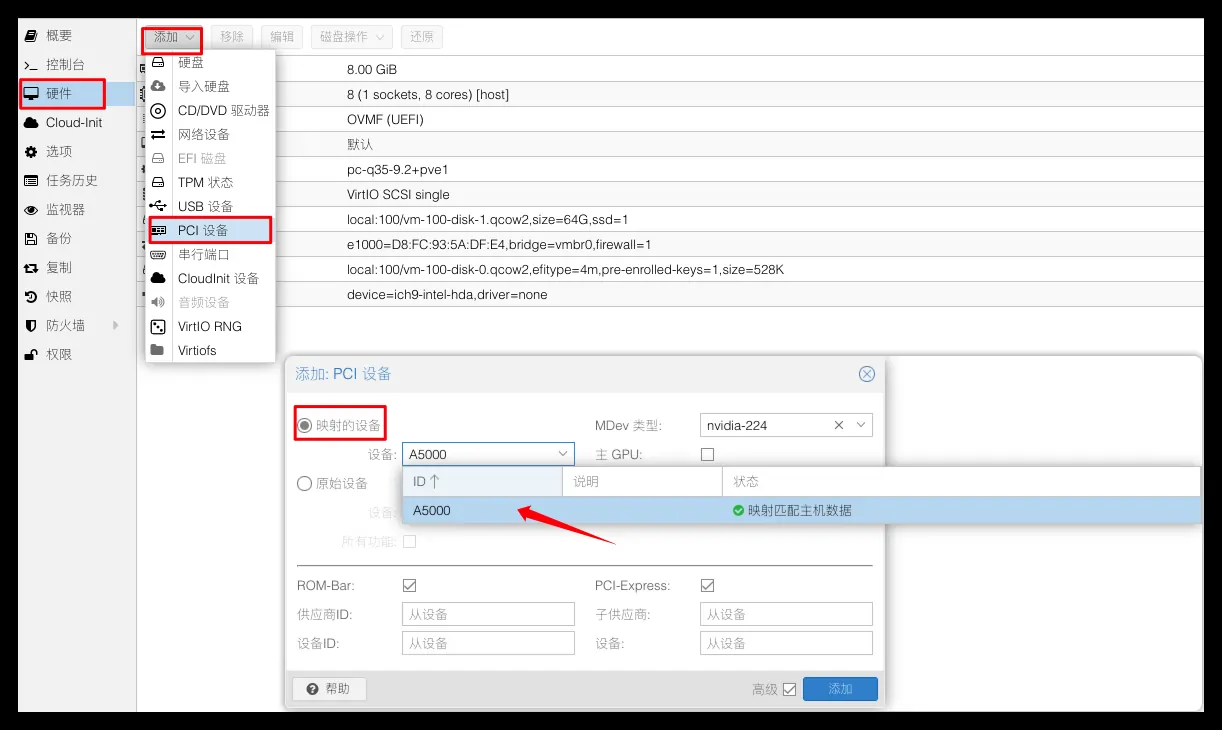 概要
控制台
硬件
Cloud-Init
选项
任务历史
监视器
备份
复制
快照
防火墙
权限
添加 移除 编辑 磁盘操作 还原
硬盘
导入硬盘
CD/DVD 驱动器
网络设备
EFI 磁盘
TPM 状态
USB 设备
PCI 设备
串行端口
CloudInit 设备
音频设备
VirtIO RNG
Virtiofs
8.00 GiB
8 (1 sockets, 8 cores) [host]
OVMF (UEFI)
默认
pc-q35-9.2+pve1
VirtIO SCSI single
local:100/vm-100-disk-1.qcow2,size=64G,ssd=1
e1000=D8:FC:93:5A:DF:E4,bridge=vmbr0,firewall=1
local:100/vm-100-disk-0.qcow2,efitype=4m,pre-enrolled-keys=1,size=528K
device=ich9-intel-hda,driver=none
添加: PCI 设备
映射的设备 MDev 类型: nvidia-224
设备: A5000 主 GPU:
ID 说明 状态
A5000 映射匹配主机数据
原始设备
设备:
所有功能:
ROM-Bar: PCI-Express:
供应商ID: 从设备 子供应商: 从设备
设备ID: 从设备 设备: 从设备
帮助 高级 添加